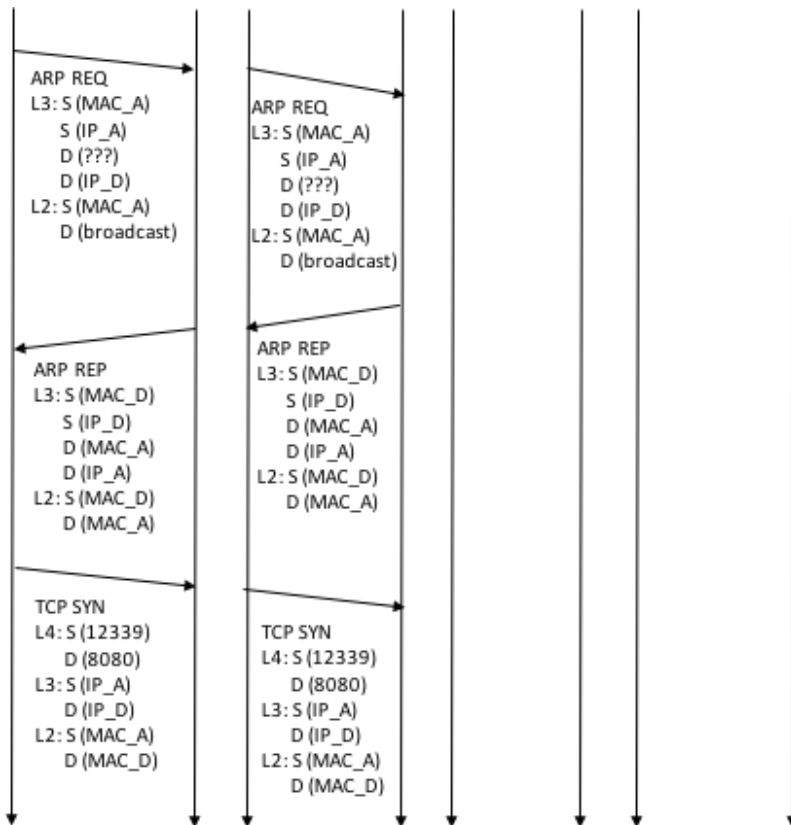 ARP REQ
L3: S (MAC_A)
S (IP_A)
D (???)
D (IP_D)
L2: S (MAC_A)
D (broadcast)
ARP REQ
L3: S (MAC_A)
S (IP_A)
D (???)
D (IP_D)
L2: S (MAC_A)
D (broadcast)
ARP REP
L3: S (MAC_D)
S (IP_D)
D (MAC_A)
D (IP_A)
L2: S (MAC_D)
D (MAC_A)
ARP REP
L3: S (MAC_D)
S (IP_D)
D (MAC_A)
D (IP_A)
L2: S (MAC_D)
D (MAC_A)
TCP SYN
L4: S (12339)
D (8080)
L3: S (IP_A)
D (IP_D)
L2: S (MAC_A)
D (MAC_D)
TCP SYN
L4: S (12339)
D (8080)
L3: S (IP_A)
D (IP_D)
L2: S (MAC_A)
D (MAC_D)